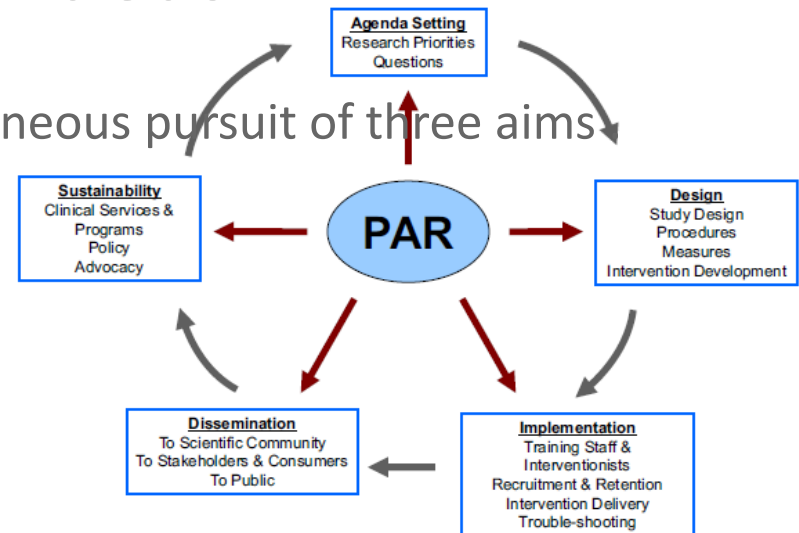 Agenda Setting
Research Priorities
Questions
neous pursuit of three aims
Sustainability
Clinical Services &
Programs
Policy
Advocacy
PAR
Design
Study Design
Procedures
Measures
Intervention Development
Dissemination
To Scientific Community
To Stakeholders & Consumers
To Public
Implementation
Training Staff &
Interventionists
Recruitment & Retention
Intervention Delivery
Trouble-shooting